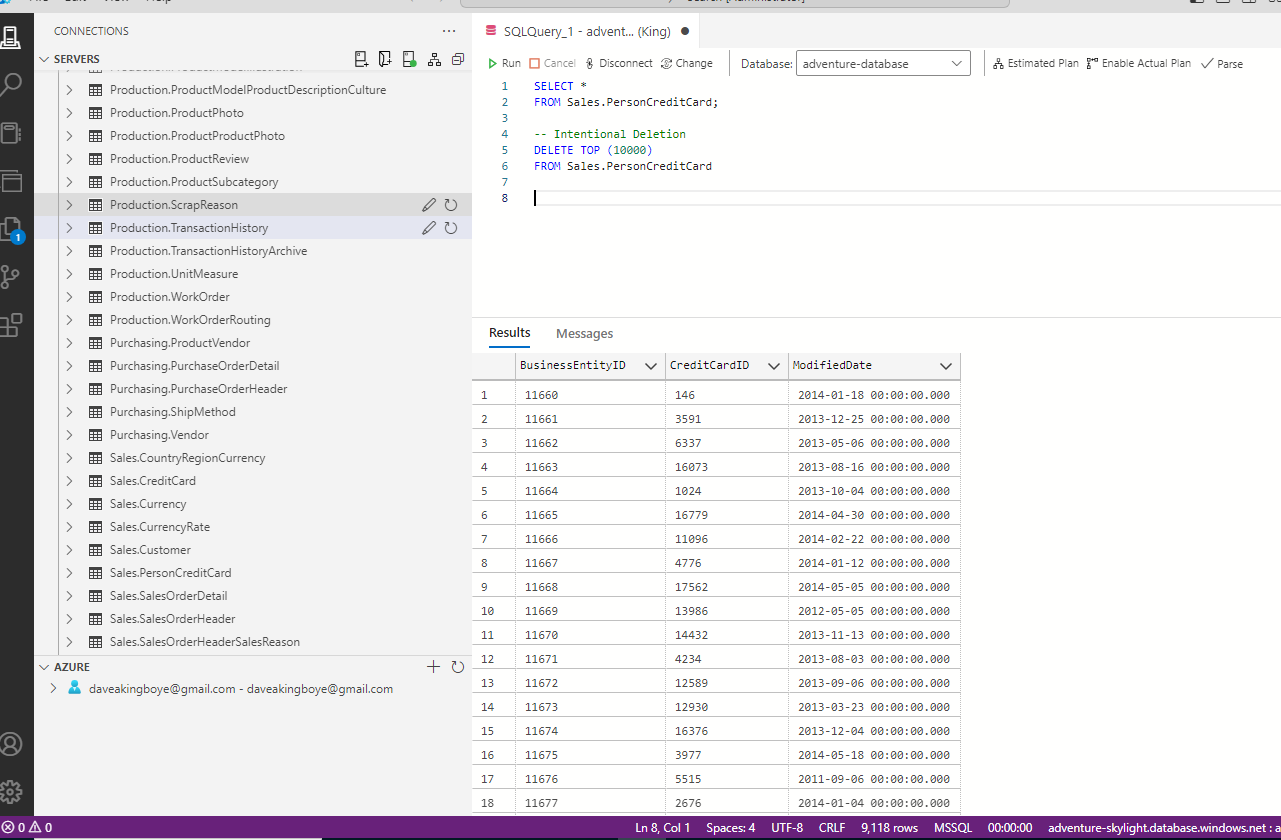 SQLQuery_1 - advent... (King)
CONNECTIONS
SERVERS
Production.ProductModelProductDescriptionCulture
Production.ProductPhoto
Production.ProductProductPhoto
Production.ProductReview
Production.ProductSubcategory
Production.ScrapReason
Production.TransactionHistory
Production.TransactionHistoryArchive
Production.UnitMeasure
Production.WorkOrder
Production.WorkOrderRouting
Purchasing.ProductVendor
Purchasing.PurchaseOrderDetail
Purchasing.PurchaseOrderHeader
Purchasing.ShipMethod
Purchasing.Vendor
Sales.CountryRegionCurrency
Sales.CreditCard
Sales.Currency
Sales.CurrencyRate
Sales.Customer
Sales.PersonCreditCard
Sales.SalesOrderDetail
Sales.SalesOrderHeader
Sales.SalesOrderHeaderSalesReason
AZURE
daveakingboye@gmail.com - daveakingboye@gmail.com
1
Run Cancel Disconnect Change Database: adventure-database Estimated Plan Enable Actual Plan Parse
1 SELECT *
2 FROM Sales.PersonCreditCard;
3
4 -- Intentional Deletion
5 DELETE TOP (10000)
6 FROM Sales.PersonCreditCard
7
8
Results Messages
BusinessEntityID CreditCardID ModifiedDate
1 11660 146 2014-01-18 00:00:00.000
2 11661 3591 2013-12-25 00:00:00.000
3 11662 6337 2013-05-06 00:00:00.000
4 11663 16073 2013-08-16 00:00:00.000
5 11664 1024 2013-10-04 00:00:00.000
6 11665 16779 2014-04-30 00:00:00.000
7 11666 11096 2014-02-22 00:00:00.000
8 11667 4776 2014-01-12 00:00:00.000
9 11668 17562 2014-05-05 00:00:00.000
10 11669 13986 2012-05-05 00:00:00.000
11 11670 14432 2013-11-13 00:00:00.000
12 11671 4234 2013-08-03 00:00:00.000
13 11672 12589 2013-09-06 00:00:00.000
14 11673 12930 2013-03-23 00:00:00.000
15 11674 16376 2013-12-04 00:00:00.000
16 11675 3977 2014-05-18 00:00:00.000
17 11676 5515 2011-09-06 00:00:00.000
18 11677 2676 2014-01-04 00:00:00.000
0 0 Ln 8, Col 1 Spaces: 4 UTF-8 CRLF 9,118 rows MSSQL 00:00:00 adventure-skylight.database.windows.net : a